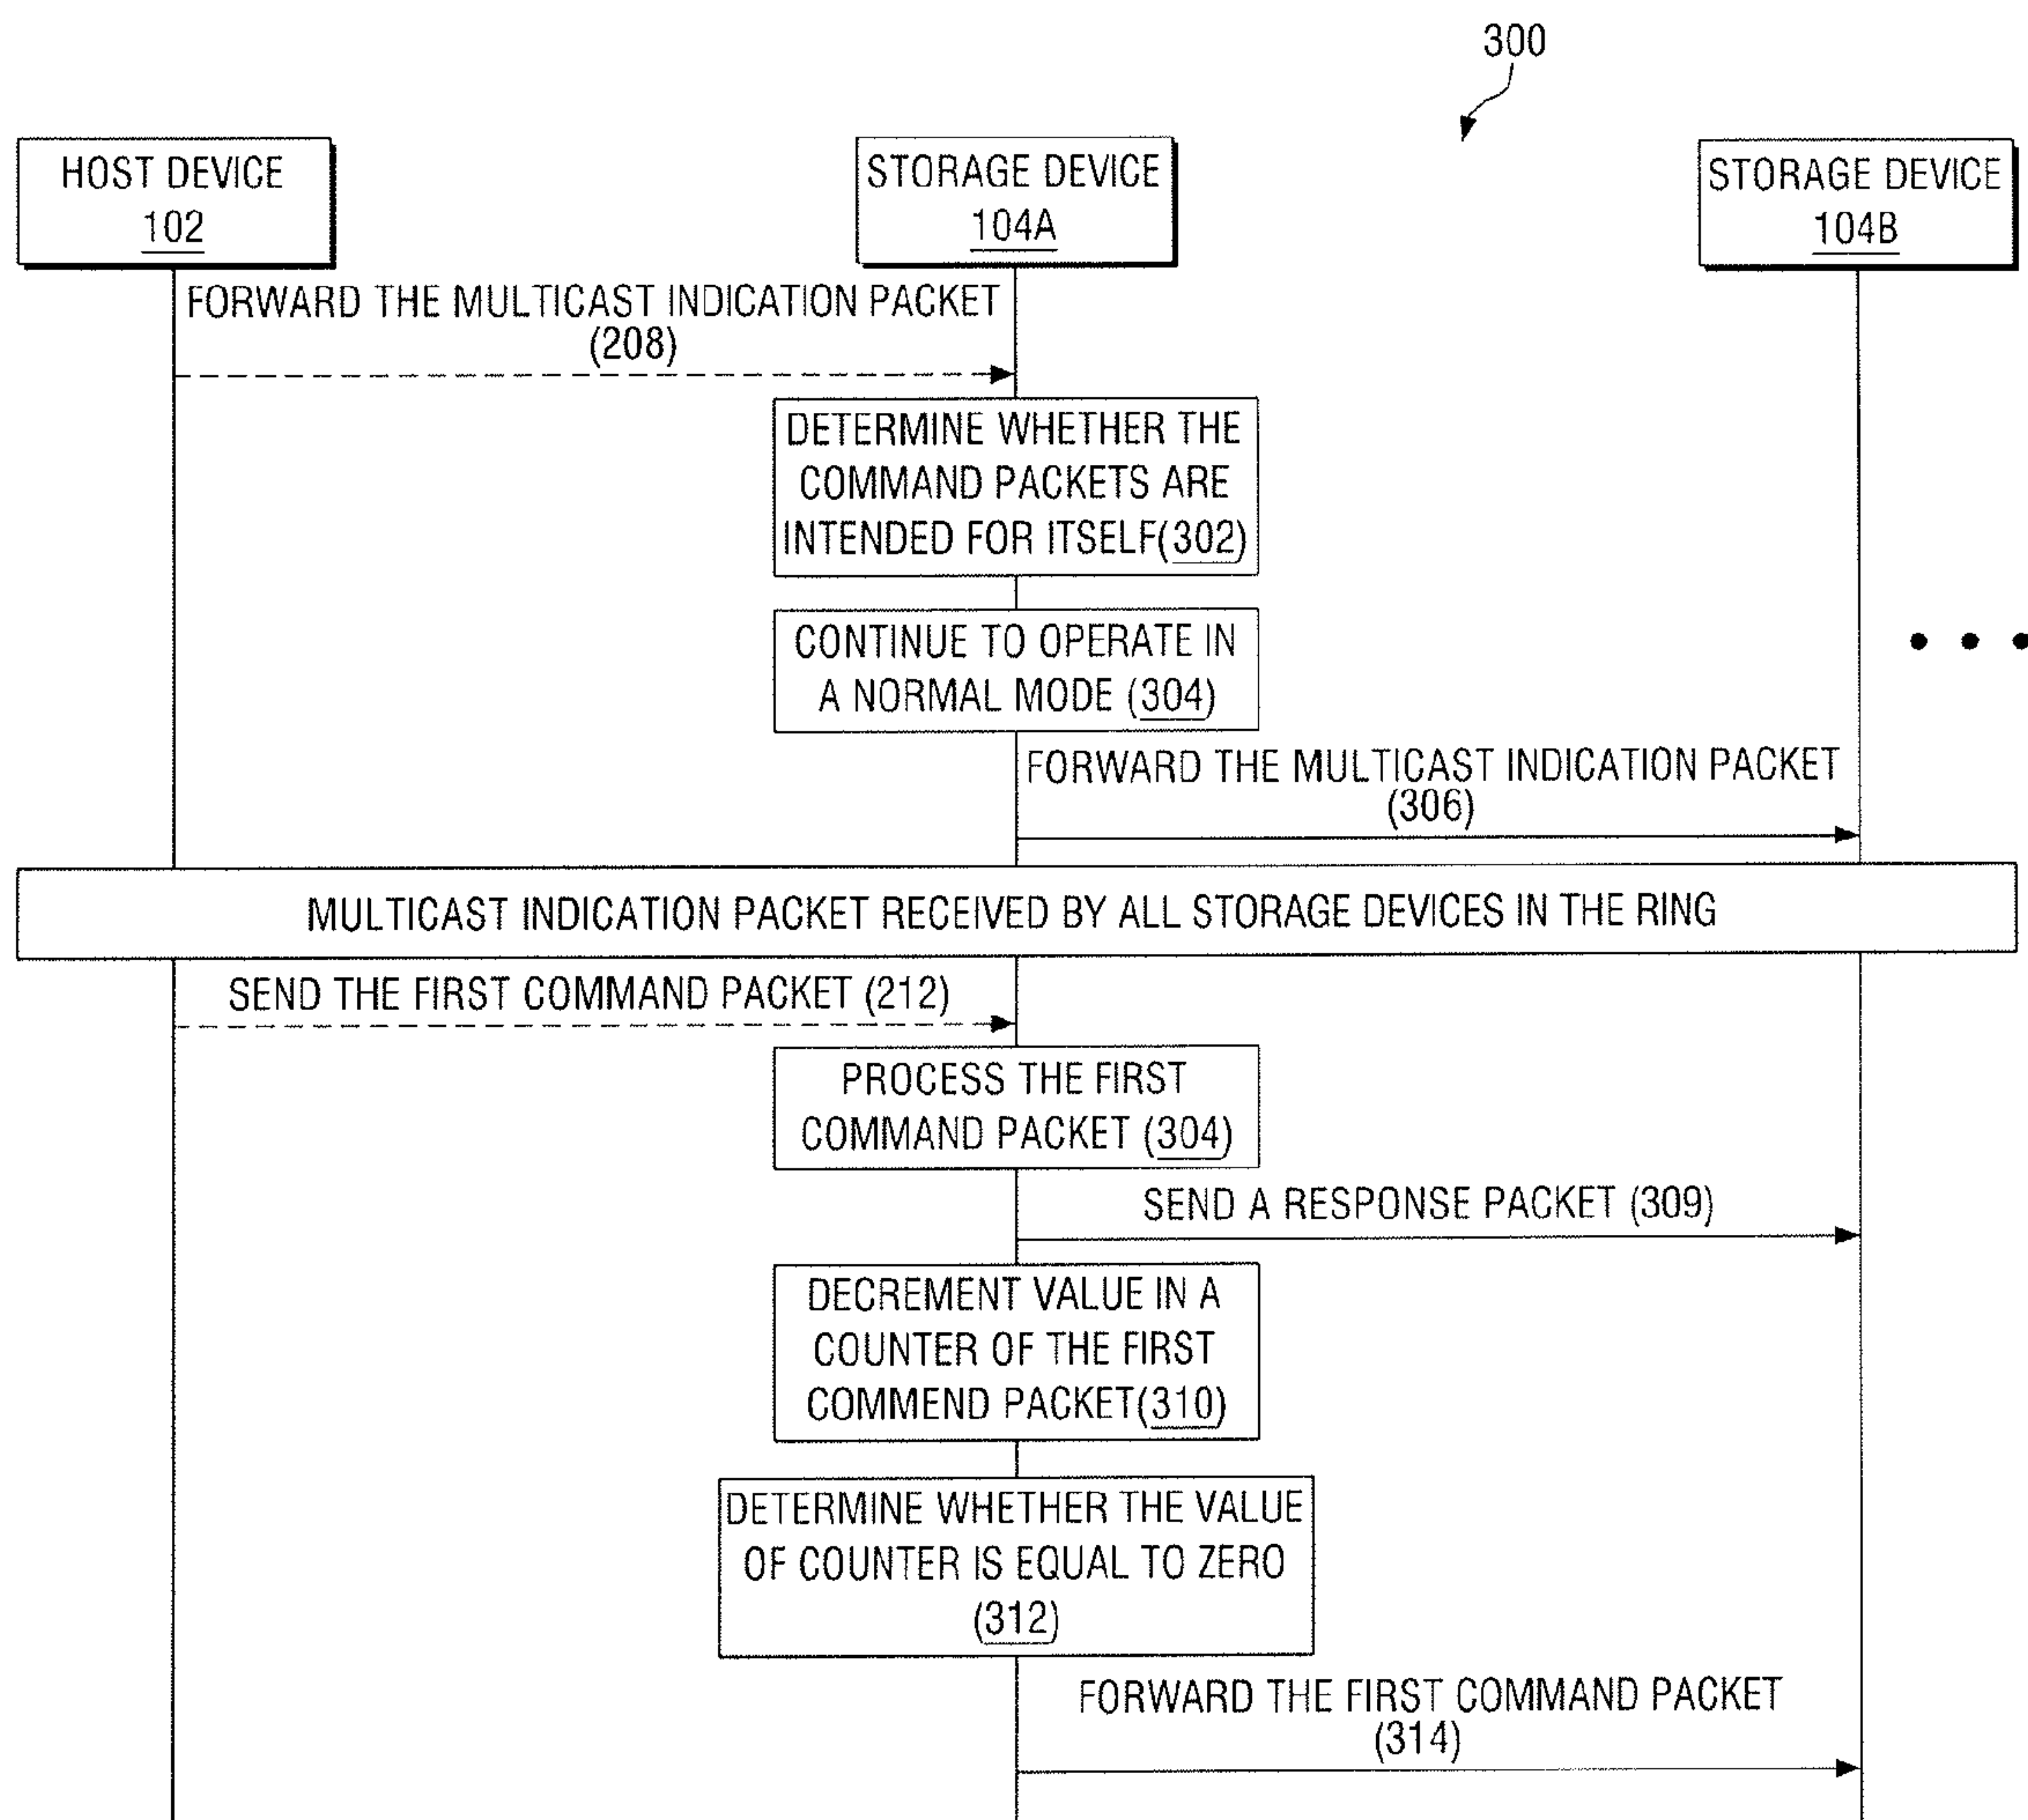 300
HOST DEVICE
102
STORAGE DEVICE
104A
STORAGE DEVICE
104B
FORWARD THE MULTICAST INDICATION PACKET
(208)
DETERMINE WHETHER THE
COMMAND PACKETS ARE
INTENDED FOR ITSELF(302)
CONTINUE TO OPERATE IN
A NORMAL MODE (304)
FORWARD THE MULTICAST INDICATION PACKET
(306)
MULTICAST INDICATION PACKET RECEIVED BY ALL STORAGE DEVICES IN THE RING
SEND THE FIRST COMMAND PACKET (212)
PROCESS THE FIRST
COMMAND PACKET (304)
SEND A RESPONSE PACKET (309)
DECREMENT VALUE IN A
COUNTER OF THE FIRST
COMMEND PACKET(310)
DETERMINE WHETHER THE VALUE
OF COUNTER IS EQUAL TO ZERO
(312)
FORWARD THE FIRST COMMAND PACKET
(314)